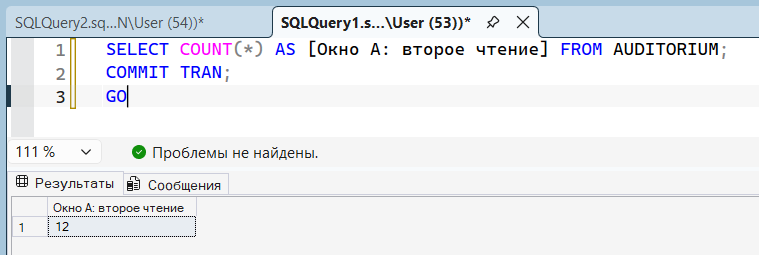 SQLQuery2.sq...N\User (54))* SQLQuery1.s...\User (53))*
1 SELECT COUNT(*) AS [Окно A: второе чтение] FROM AUDITORIUM;
2 COMMIT TRAN;
3 GO
111 % Проблемы не найдены.
Результаты Сообщения
Окно A: второе чтение
1 12